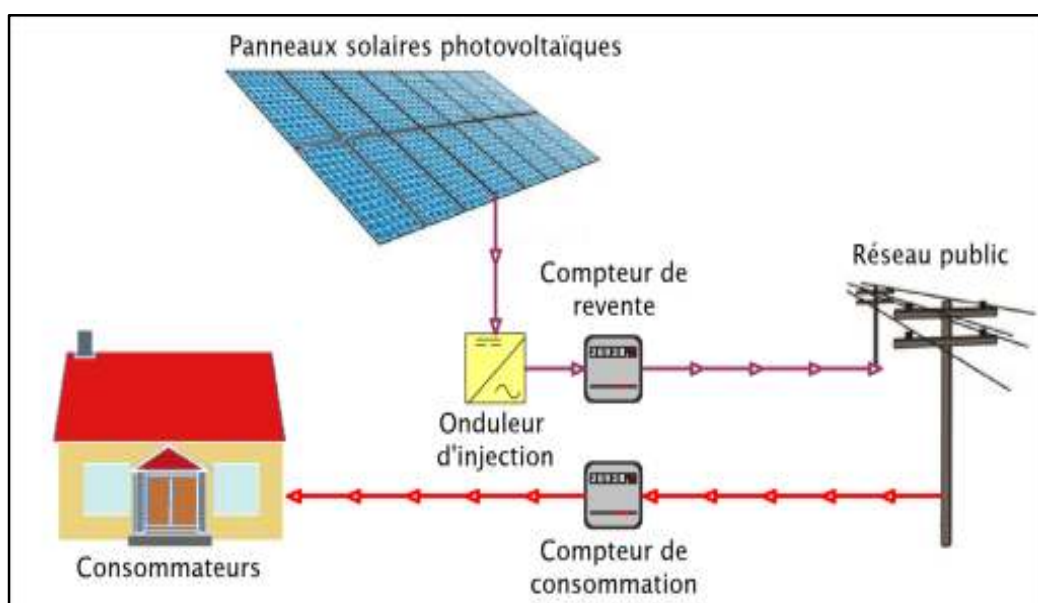 Panneaux solaires photovoltaïques
Compteur de
revente
Réseau public
Onduleur
d'injection
Consommateurs
Compteur de
consommation